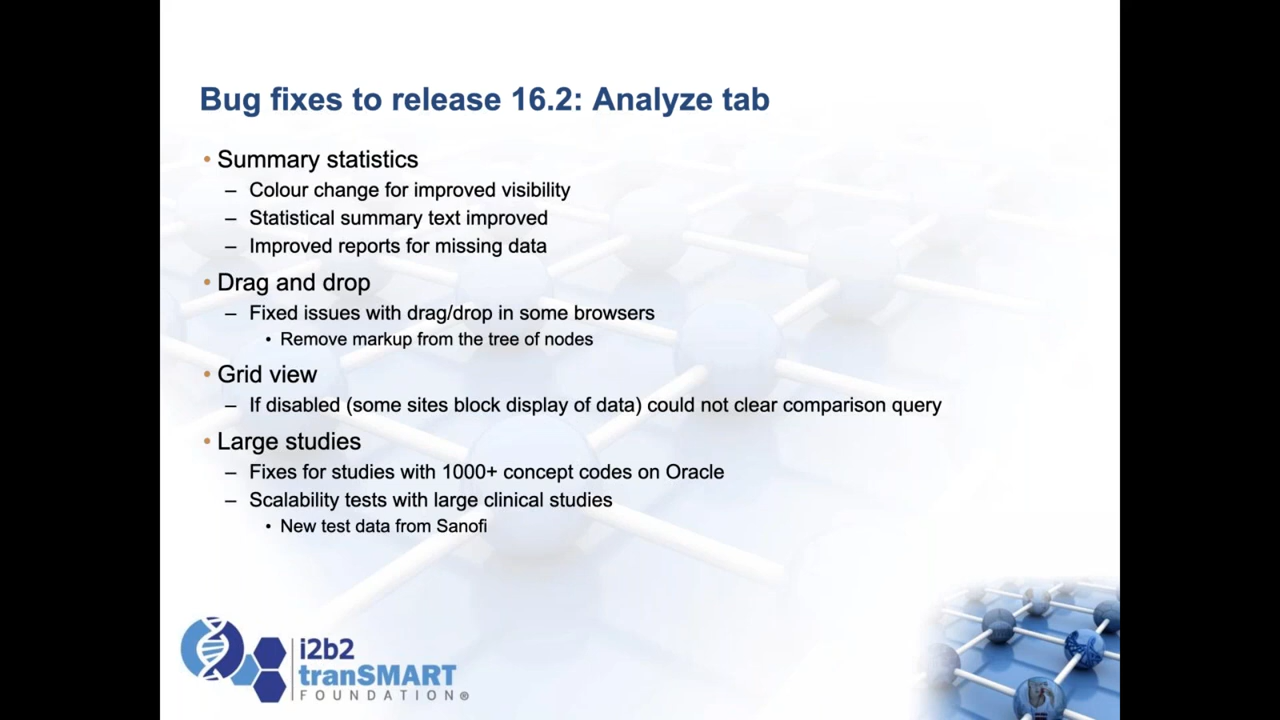 Bug fixes to release 16.2: Analyze tab
• Summary statistics
– Colour change for improved visibility
– Statistical summary text improved
– Improved reports for missing data
• Drag and drop
– Fixed issues with drag/drop in some browsers
• Remove markup from the tree of nodes
• Grid view
– If disabled (some sites block display of data) could not clear comparison query
• Large studies
– Fixes for studies with 1000+ concept codes on Oracle
– Scalability tests with large clinical studies
• New test data from Sanofi
i2b2
tranSMART
FOUNDATION®